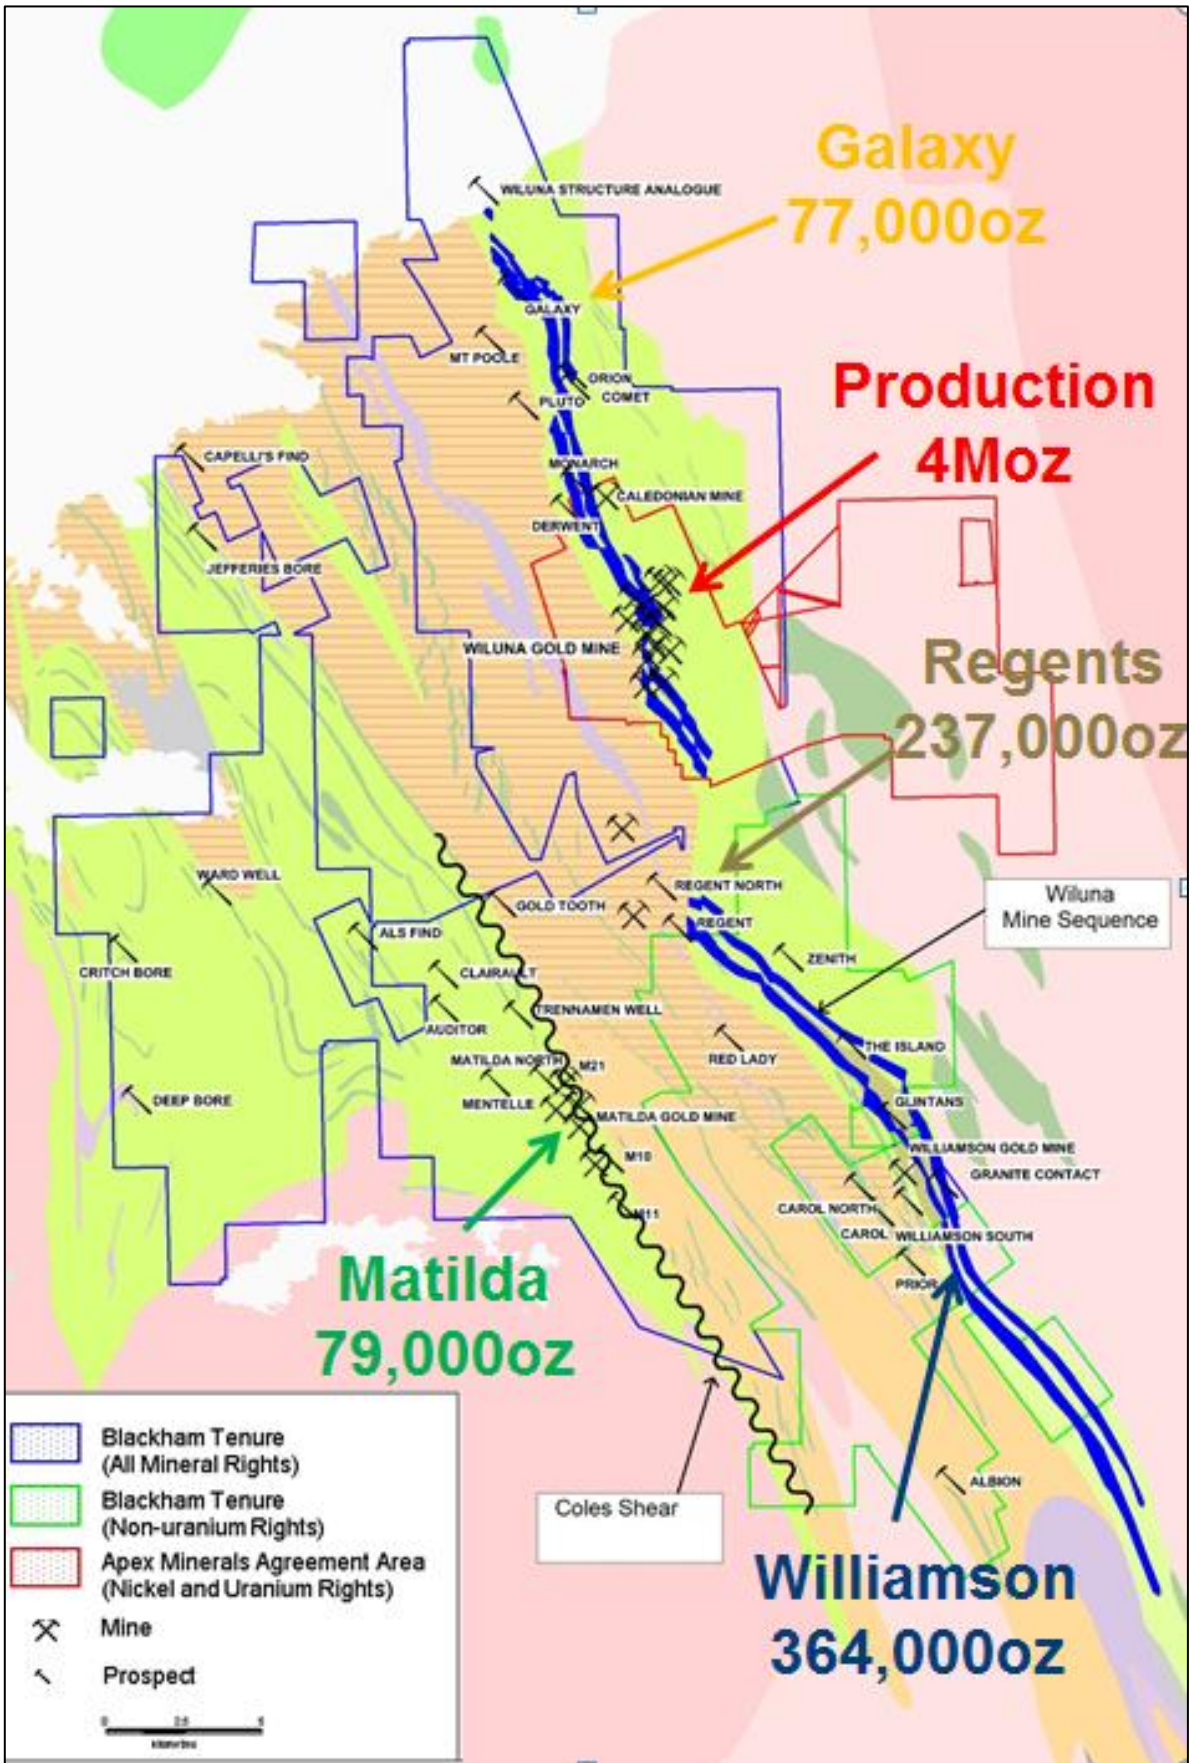 Galaxy
77,000oz
WILUNA STRUCTURE ANALOGUE
GALAXY
MT POOLE
ORION
COMET
PLUTO
Production
4Moz
CAPELLI'S FIND
MONARCH
CALEDONIAN MINE
DERWENT
JEFFERIES BORE
WILUNA GOLD MINE
Regents
237,000oz
WARD WELL
REGENT NORTH
Wiluna
Mine Sequence
GOLD TOOTH
REGENT
ALS FIND
ZENITH
CRITCH BORE
CLAIRAULT
TRENNAMEN WELL
AUDITOR
THE ISLAND
RED LADY
MATILDA NORTH
M21
DEEP BORE
MENTELLE
GLINTANS
MATILDA GOLD MINE
WILLIAMSON GOLD MINE
M10
GRANITE CONTACT
CAROL NORTH
M11
CAROL
WILLIAMSON SOUTH
PRIOR
Matilda
79,000oz
Blackham Tenure
(All Mineral Rights)
Blackham Tenure
(Non-uranium Rights)
Apex Minerals Agreement Area
(Nickel and Uranium Rights)
Mine
Prospect
0 2.5 5
kilometres
ALBION
Coles Shear
Williamson
364,000oz